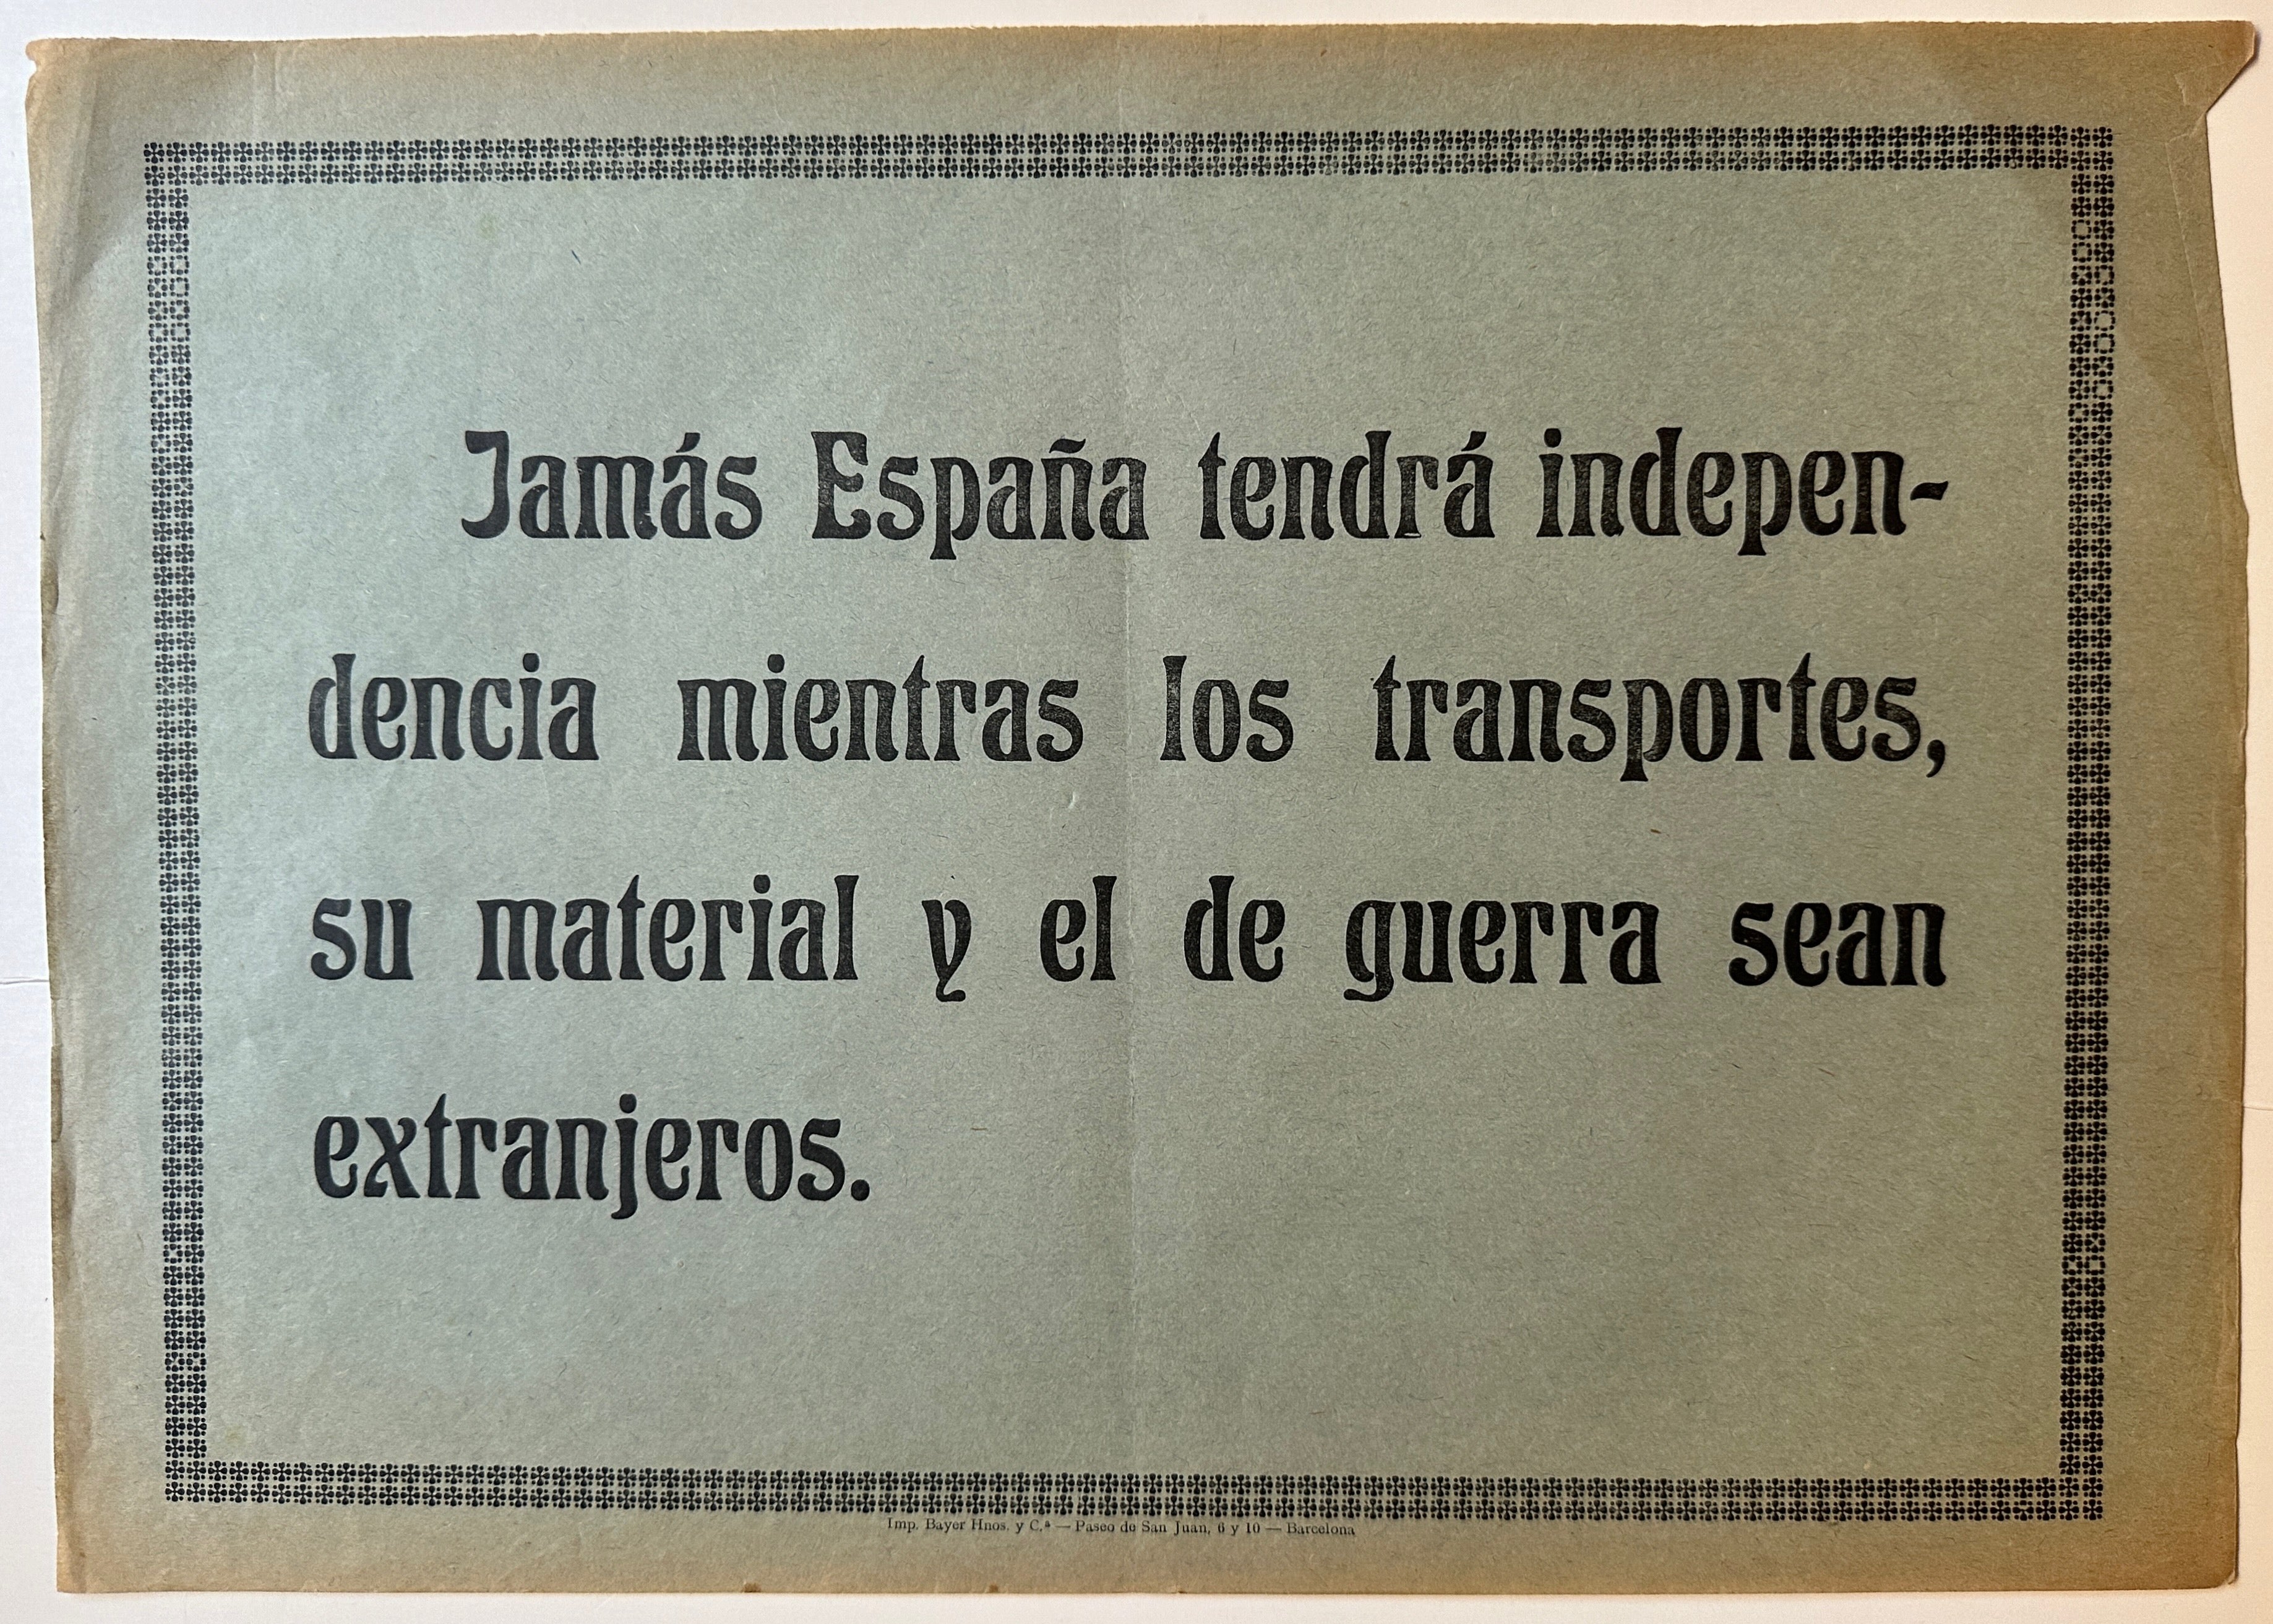 Jamás España tendrá indepen-
dencia mientras los transportes,
su material y el de guerra sean
extranjeros.
Imp. Bayer Hnos. y C.ª — Paseo de San Juan, 6 y 10 — Barcelona